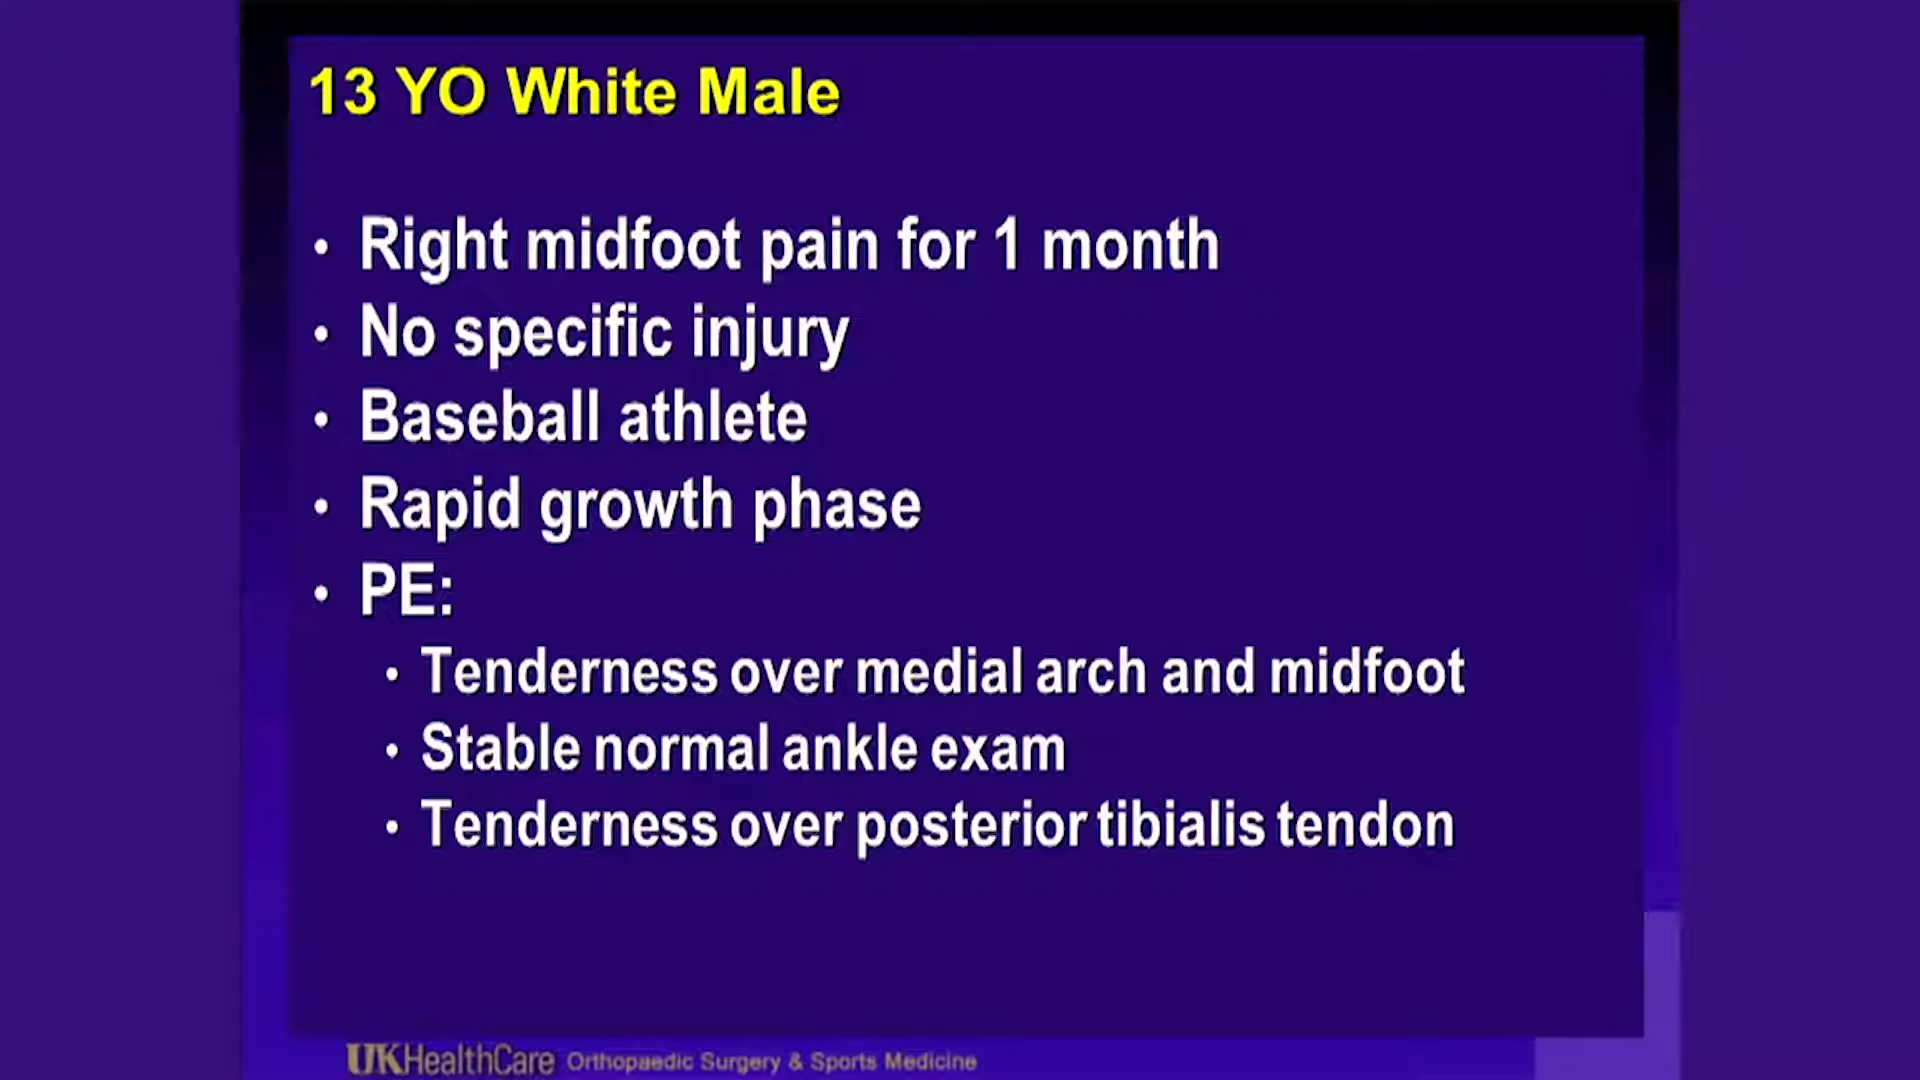 13 YO White Male
• Right midfoot pain for 1 month
• No specific injury
• Baseball athlete
• Rapid growth phase
• PE:
• Tenderness over medial arch and midfoot
• Stable normal ankle exam
• Tenderness over posterior tibialis tendon
UKHealthCare Orthopaedic Surgery & Sports Medicine